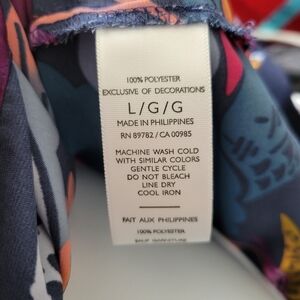 100% POLYESTER
EXCLUSIVE OF DECORATIONS
L/G/G
MADE IN PHILIPPINES
RN 89782 / CA 00985
MACHINE WASH COLD
WITH SIMILAR COLORS
GENTLE CYCLE
DO NOT BLEACH
LINE DRY
COOL IRON
FAIT AUX PHILIPPINES
100% POLYESTER